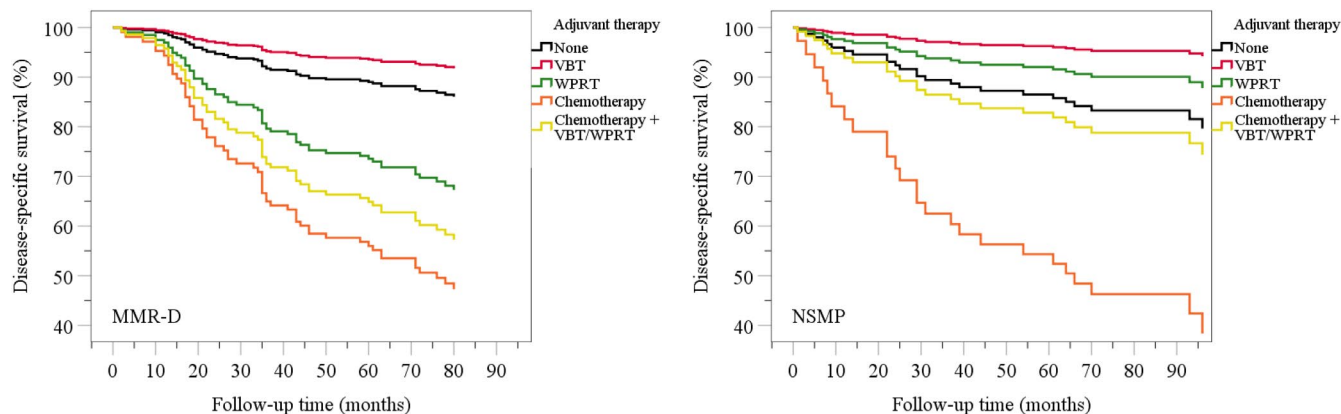 Disease-specific survival (%)
100
90
80
70
60
50
40
MMR-D
0 10 20 30 40 50 60 70 80 90
Follow-up time (months)
Adjuvant therapy
None
VBT
WPRT
Chemotherapy
Chemotherapy +
VBT/WPRT
Disease-specific survival (%)
100
90
80
70
60
50
40
NSMP
0 10 20 30 40 50 60 70 80 90
Follow-up time (months)
Adjuvant therapy
None
VBT
WPRT
Chemotherapy
Chemotherapy +
VBT/WPRT